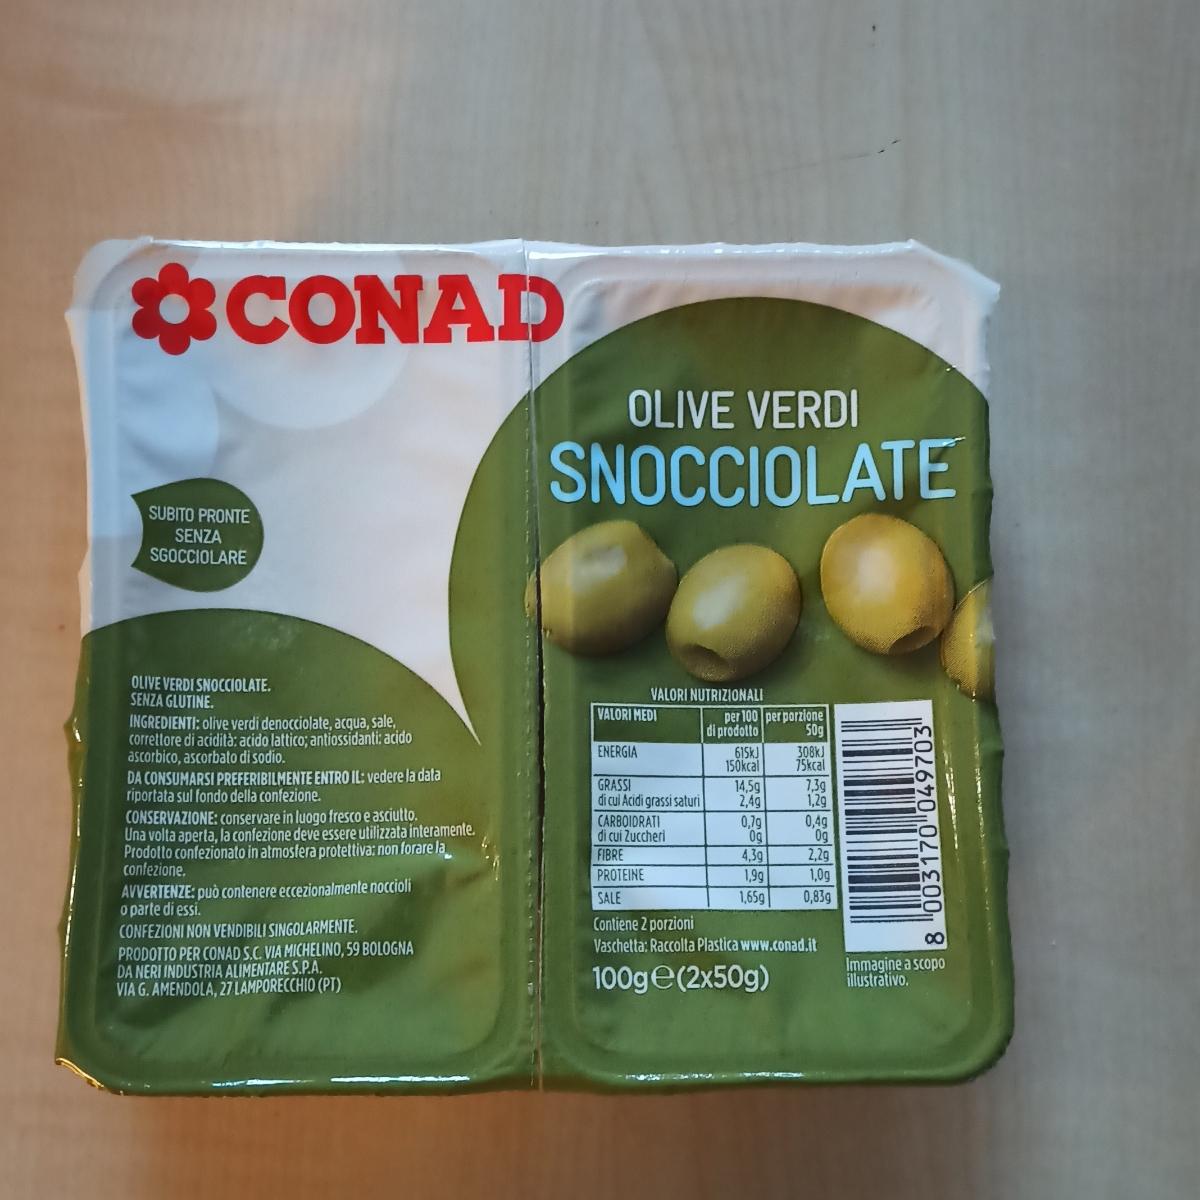 CONAD
OLIVE VERDI
SNOCCIOLATE
SUBITO PRONTE
SENZA
SGOCCIOLARE
OLIVE VERDI SNOCCIOLATE.
SENZA GLUTINE.
INGREDIENTI: olive verdi denocciolate, acqua, sale,
correttore di acidità: acido lattico; antiossidanti: acido
ascorbico, ascorbato di sodio.
DA CONSUMARSI PREFERIBILMENTE ENTRO IL: vedere la data
riportata sul fondo della confezione.
CONSERVAZIONE: conservare in luogo fresco e asciutto.
Una volta aperta, la confezione deve essere utilizzata interamente.
Prodotto confezionato in atmosfera protettiva: non forare la
confezione.
AVVERTENZE: può contenere eccezionalmente noccioli
o parte di essi.
CONFEZIONI NON VENDIBILI SINGOLARMENTE.
PRODOTTO PER CONAD S.C. VIA MICHELINO, 59 BOLOGNA
DA NERI INDUSTRIA ALIMENTARE S.P.A.
VIA G. AMENDOLA, 27 LAMPORECCHIO (PT)
VALORI NUTRIZIONALI
VALORI MEDI per 100 di prodotto per porzione 50g
ENERGIA 615kJ 308kJ
150kcal 75kcal
GRASSI 14,5g 7,3g
di cui Acidi grassi saturi 2,4g 1,2g
CARBOIDRATI 0,7g 0,4g
di cui Zuccheri 0g 0g
FIBRE 4,3g 2,2g
PROTEINE 1,9g 1,0g
SALE 1,65g 0,83g
Contiene 2 porzioni
Vaschetta: Raccolta Plastica www.conad.it
100g℮(2x50g)
8 003170 049703
Immagine a scopo
illustrativo.